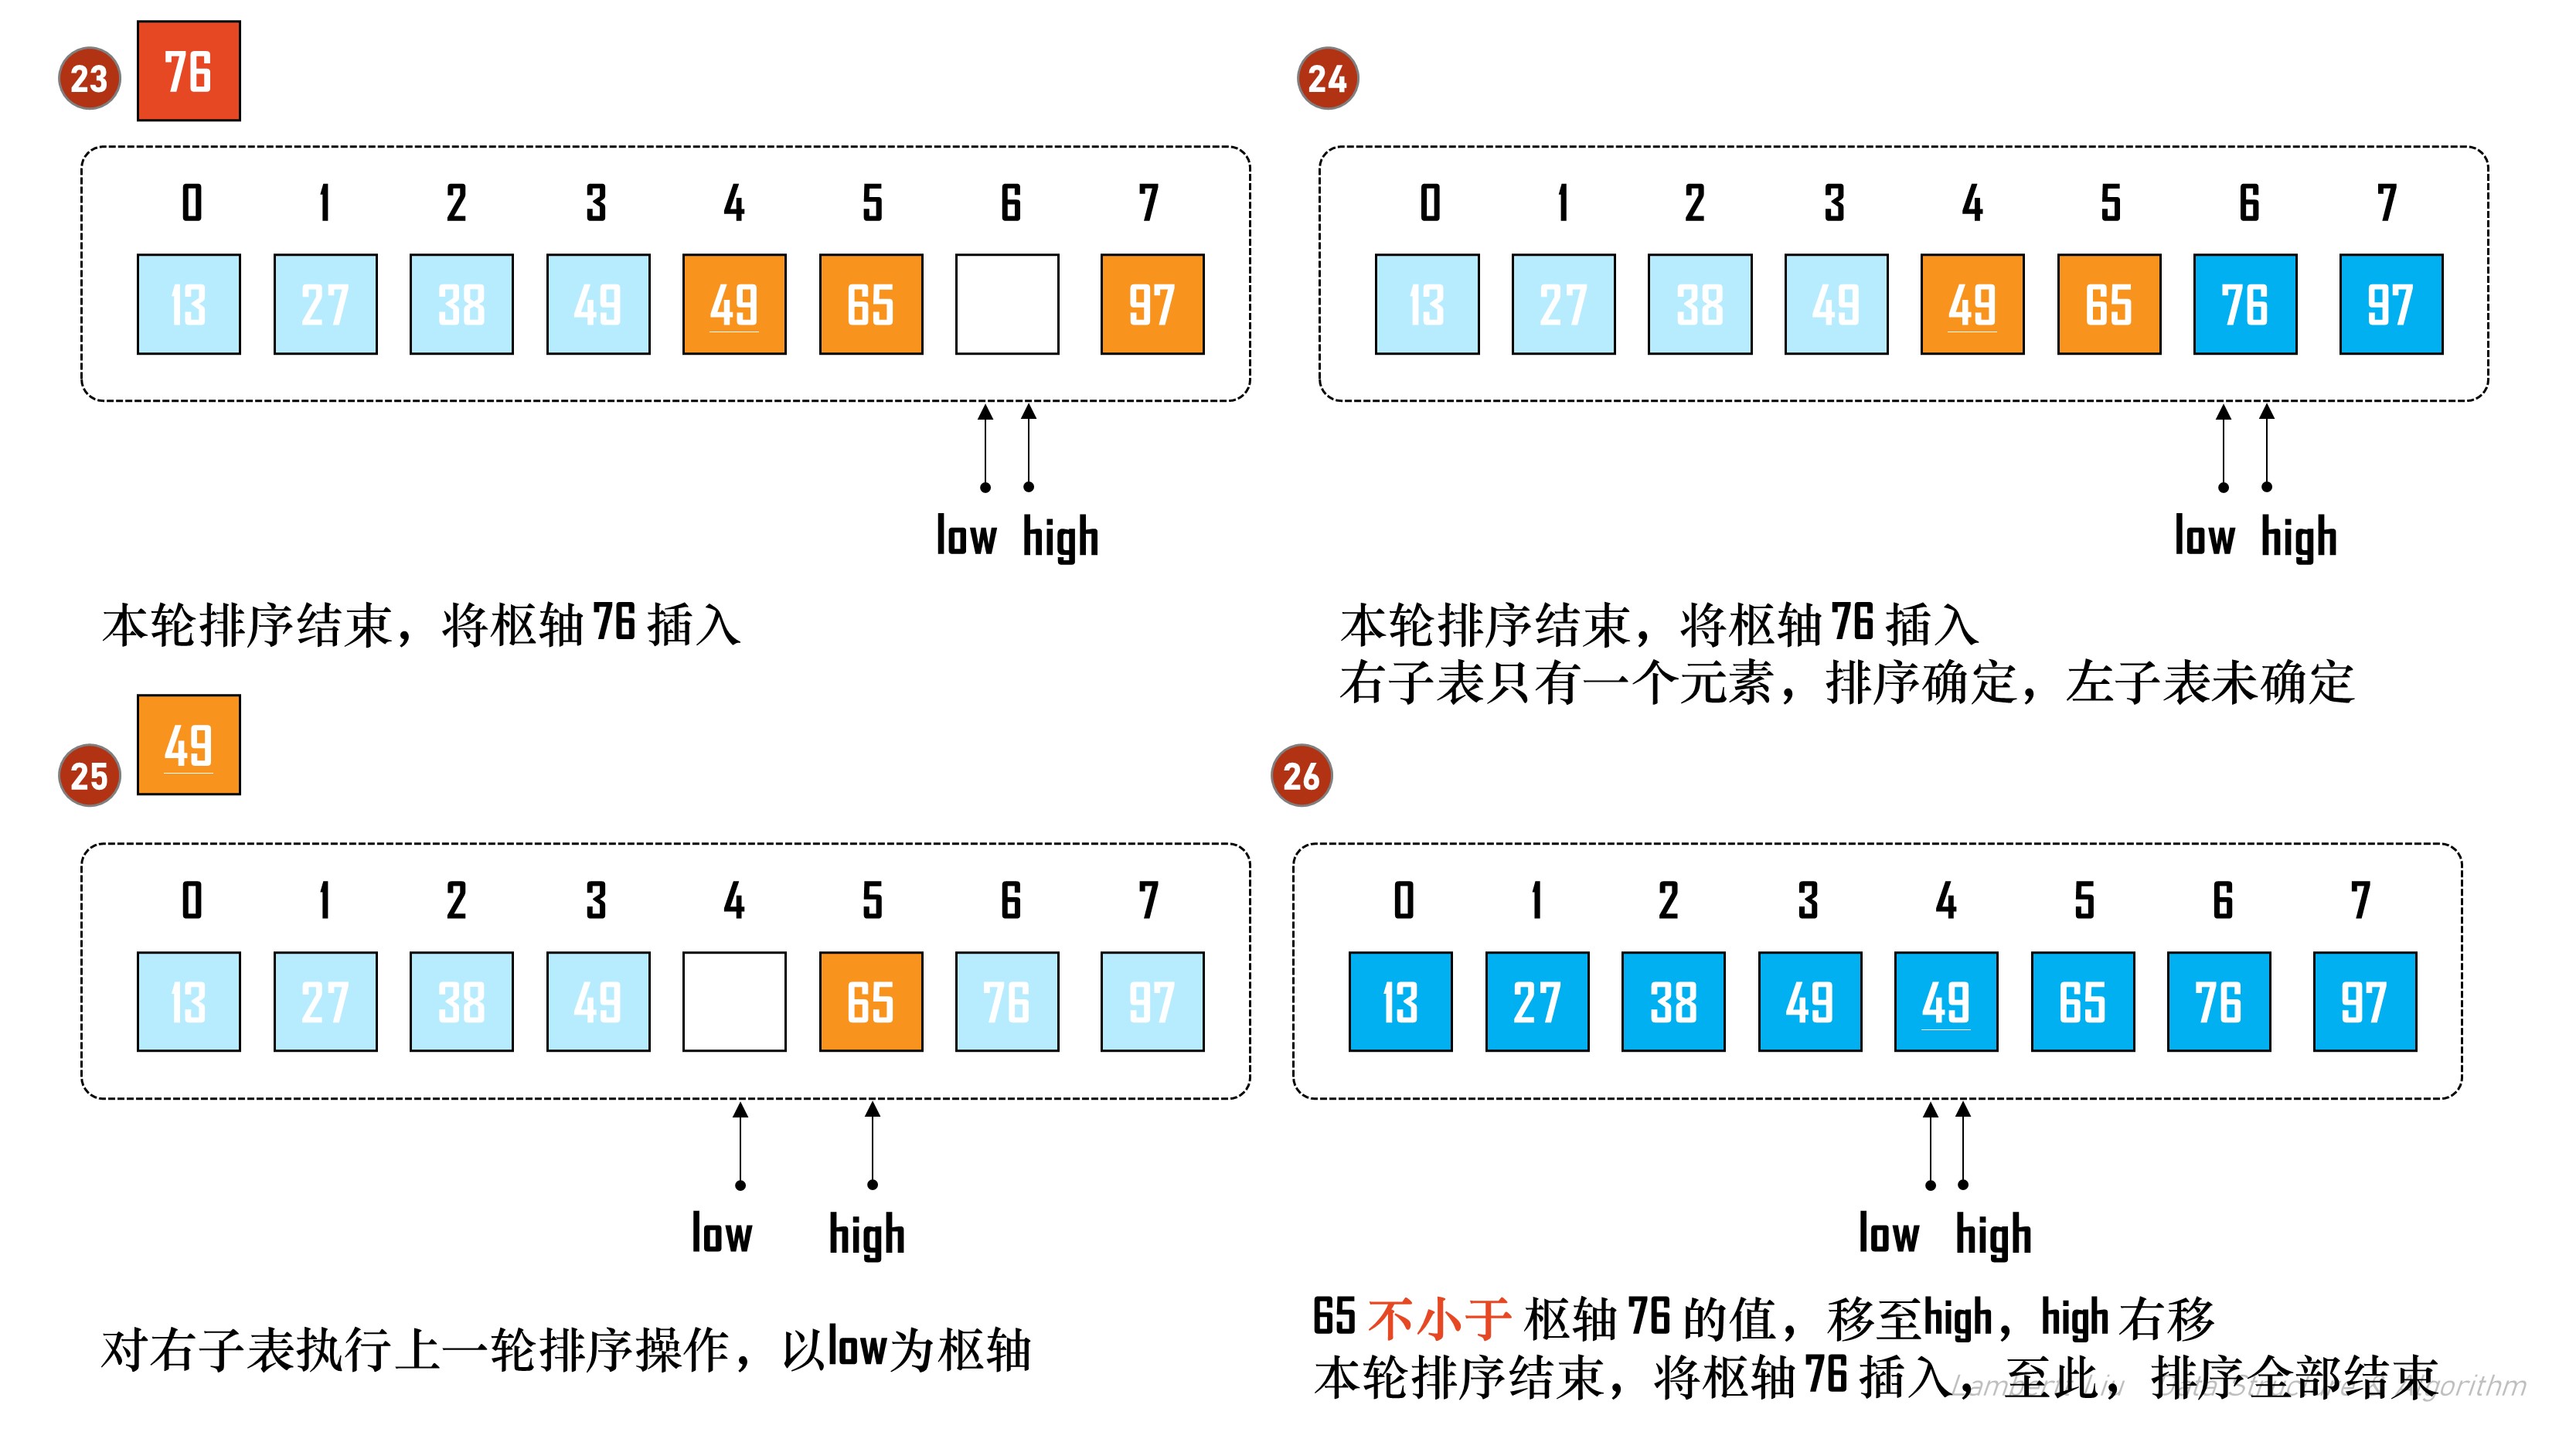 23
76
0 1 2 3 4 5 6 7
13 27 38 49 49 65 97
low high
本轮排序结束，将枢轴 76 插入
24
0 1 2 3 4 5 6 7
13 27 38 49 49 65 76 97
low high
本轮排序结束，将枢轴 76 插入
右子表只有一个元素，排序确定，左子表未确定
25
49
0 1 2 3 4 5 6 7
13 27 38 49 65 76 97
low high
对右子表执行上一轮排序操作，以low为枢轴
26
0 1 2 3 4 5 6 7
13 27 38 49 49 65 76 97
low high
65 不小于 枢轴 76 的值，移至high，high 右移
本轮排序结束，将枢轴 76 插入，至此，排序全部结束
Lambert Liu Data Structure & Algorithm